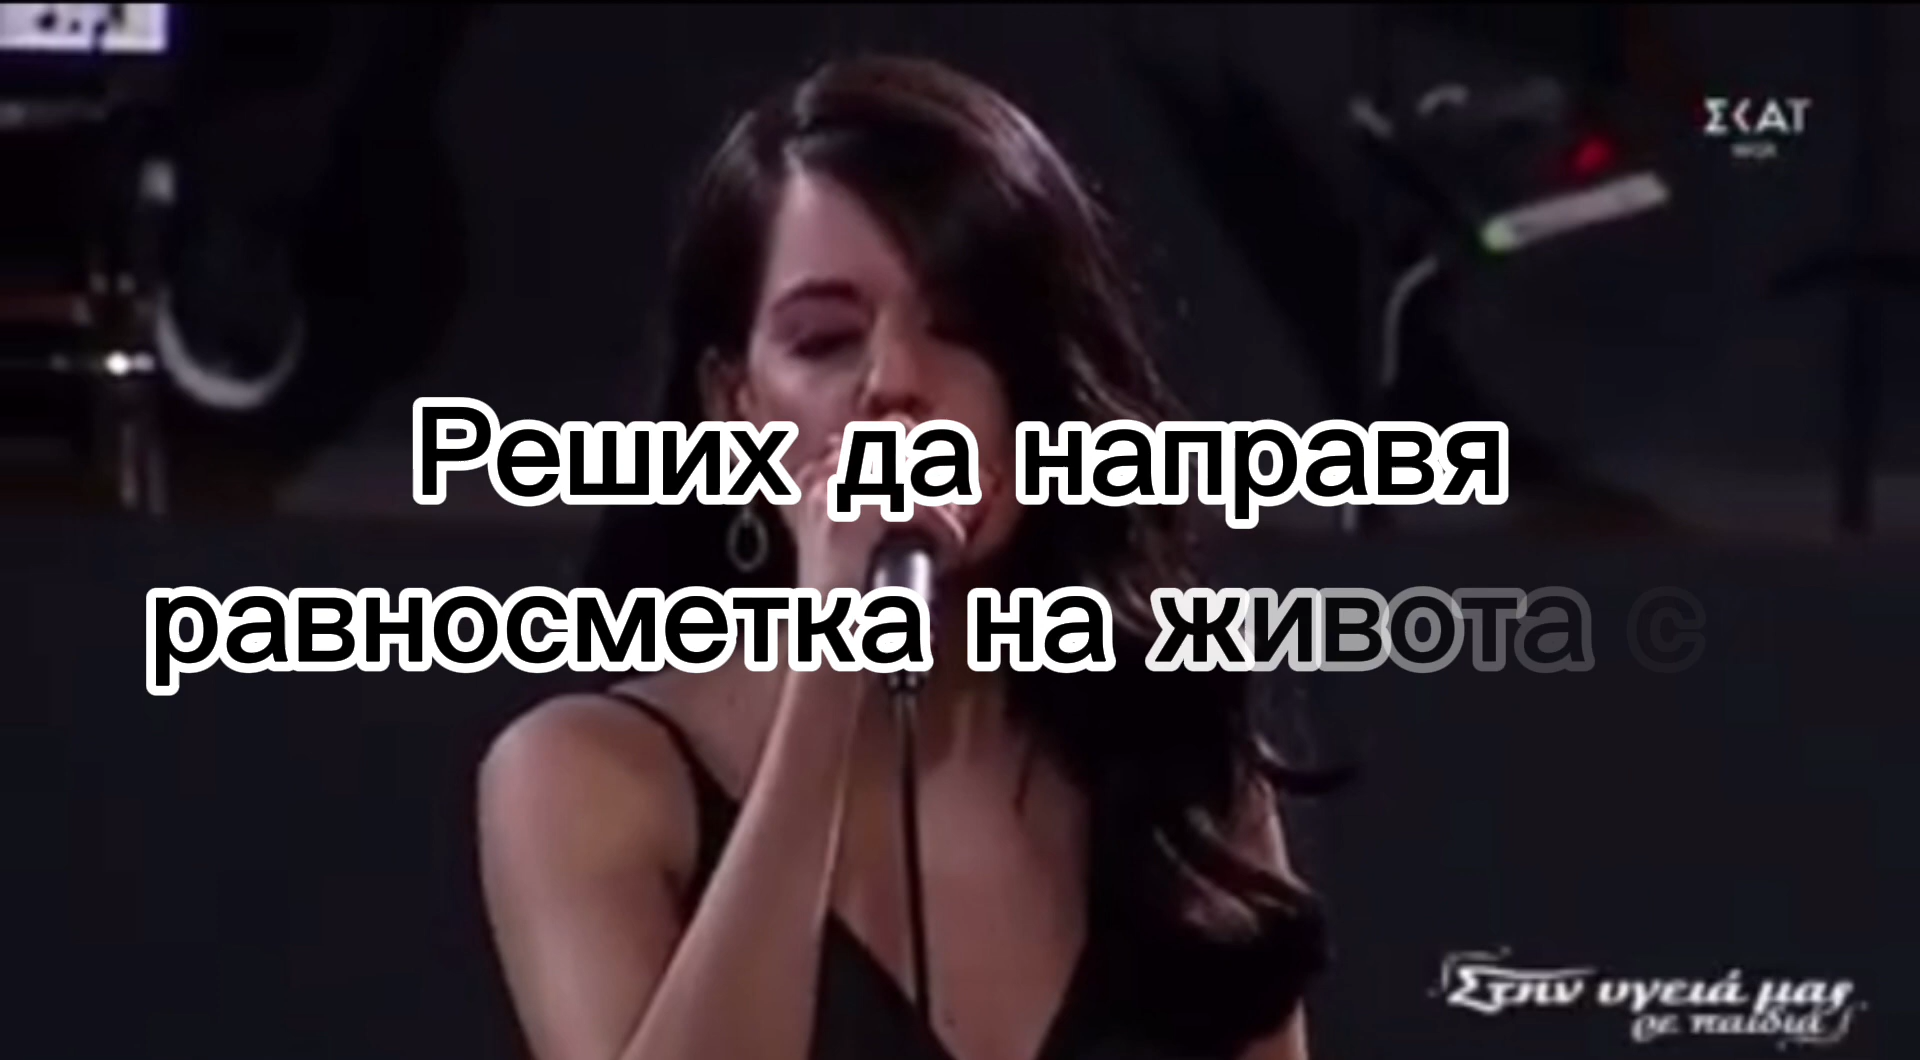 ΣΚΑΪ
Реших да направя
равносметка на живота с
Στην υγειά μας
ρε παιδιά